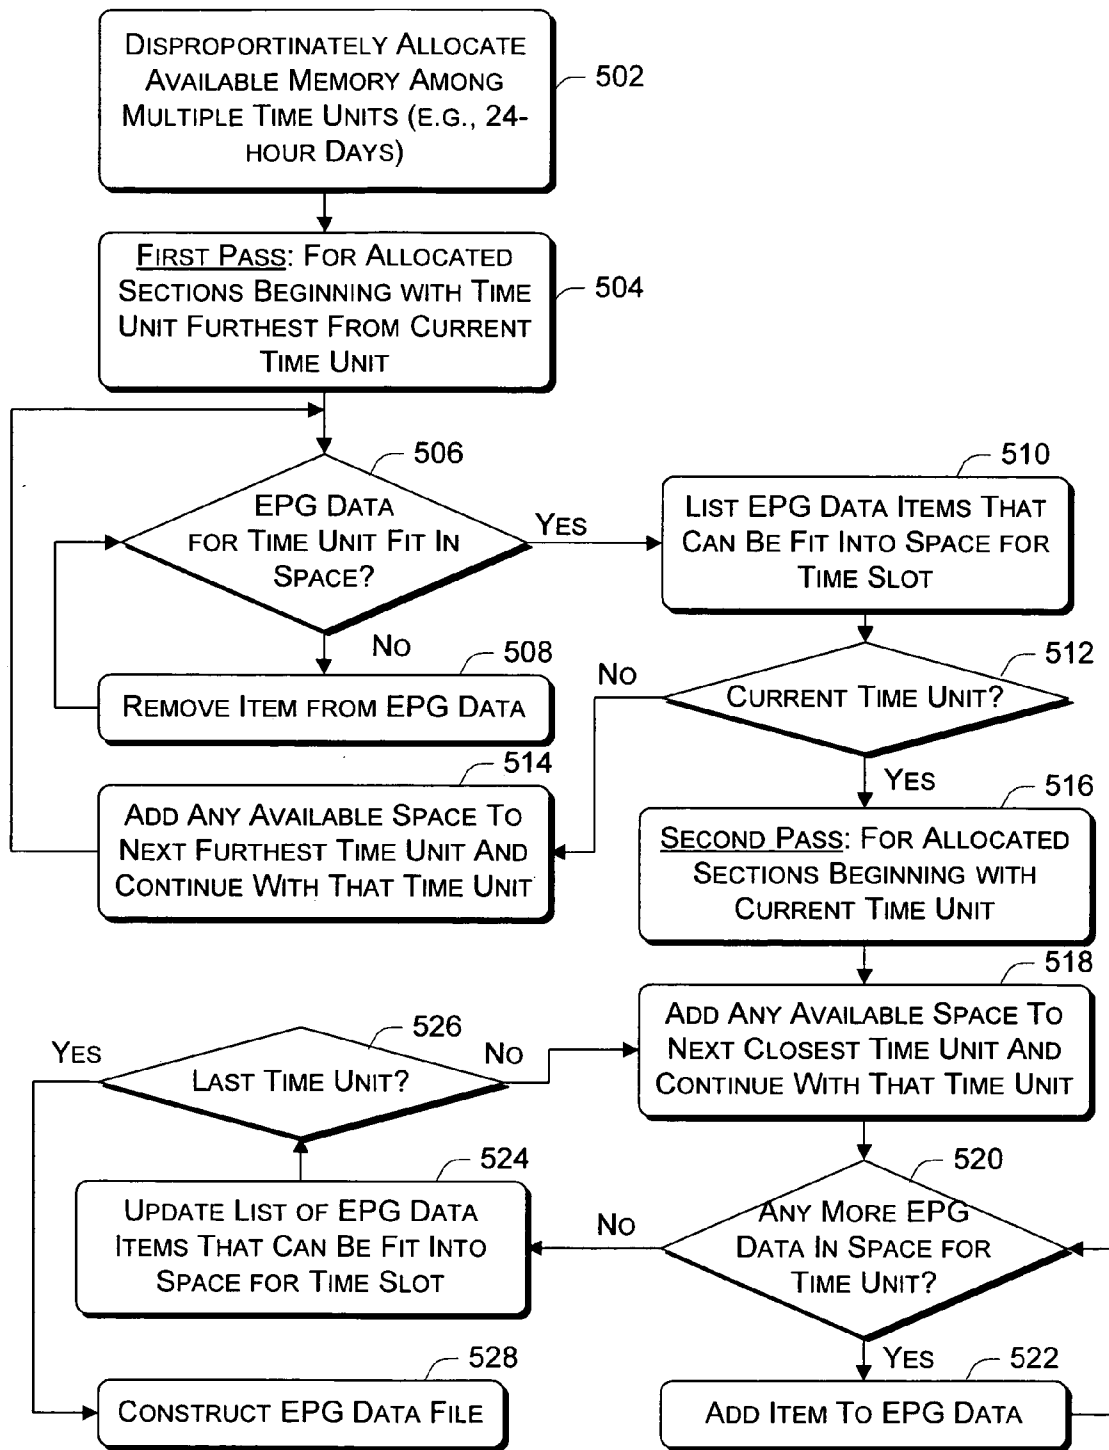 DISPROPORTINATELY ALLOCATE
AVAILABLE MEMORY AMONG
MULTIPLE TIME UNITS (E.G., 24-
HOUR DAYS)
502
FIRST PASS: FOR ALLOCATED
SECTIONS BEGINNING WITH TIME
UNIT FURTHEST FROM CURRENT
TIME UNIT
504
506
EPG DATA
FOR TIME UNIT FIT IN
SPACE?
YES
NO
508
REMOVE ITEM FROM EPG DATA
510
LIST EPG DATA ITEMS THAT
CAN BE FIT INTO SPACE FOR
TIME SLOT
512
CURRENT TIME UNIT?
NO
YES
514
ADD ANY AVAILABLE SPACE TO
NEXT FURTHEST TIME UNIT AND
CONTINUE WITH THAT TIME UNIT
516
SECOND PASS: FOR ALLOCATED
SECTIONS BEGINNING WITH
CURRENT TIME UNIT
518
ADD ANY AVAILABLE SPACE TO
NEXT CLOSEST TIME UNIT AND
CONTINUE WITH THAT TIME UNIT
520
ANY MORE EPG
DATA IN SPACE FOR
TIME UNIT?
NO
YES
522
ADD ITEM TO EPG DATA
524
UPDATE LIST OF EPG DATA
ITEMS THAT CAN BE FIT INTO
SPACE FOR TIME SLOT
526
LAST TIME UNIT?
YES
NO
528
CONSTRUCT EPG DATA FILE